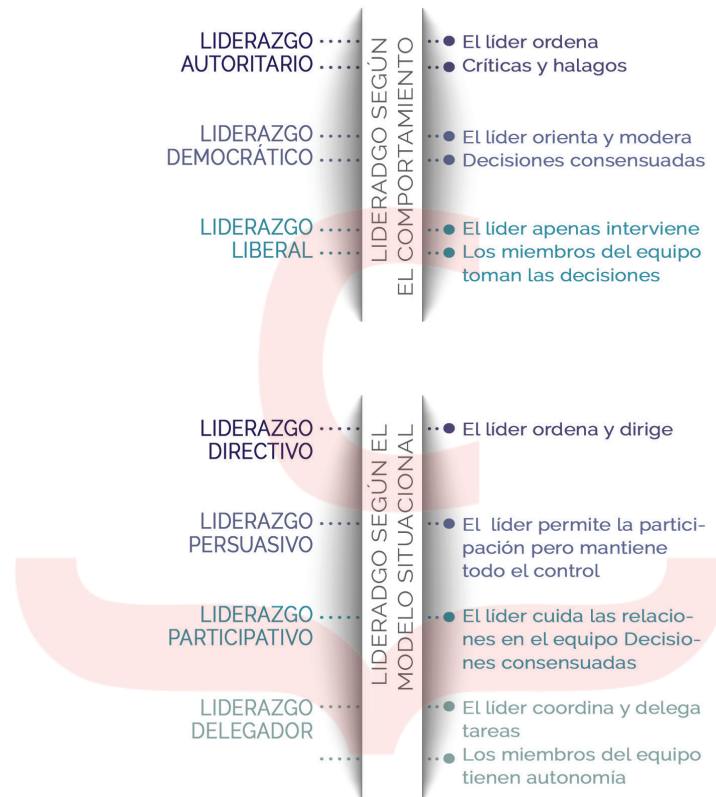 LIDERAZGO
AUTORITARIO
LIDERADGO SEGÚN
EL COMPORTAMIENTO
El líder ordena
Críticas y halagos
LIDERAZGO
DEMOCRÁTICO
El líder orienta y modera
Decisiones consensuadas
LIDERAZGO
LIBERAL
El líder apenas interviene
Los miembros del equipo
toman las decisiones
LIDERAZGO
DIRECTIVO
LIDERADGO SEGÚN EL
MODELO SITUACIONAL
El líder ordena y dirige
LIDERAZGO
PERSUASIVO
El líder permite la partici-
pación pero mantiene
todo el control
LIDERAZGO
PARTICIPATIVO
El líder cuida las relacio-
nes en el equipo Decisio-
nes consensuadas
LIDERAZGO
DELEGADOR
El líder coordina y delega
tareas
Los miembros del equipo
tienen autonomía